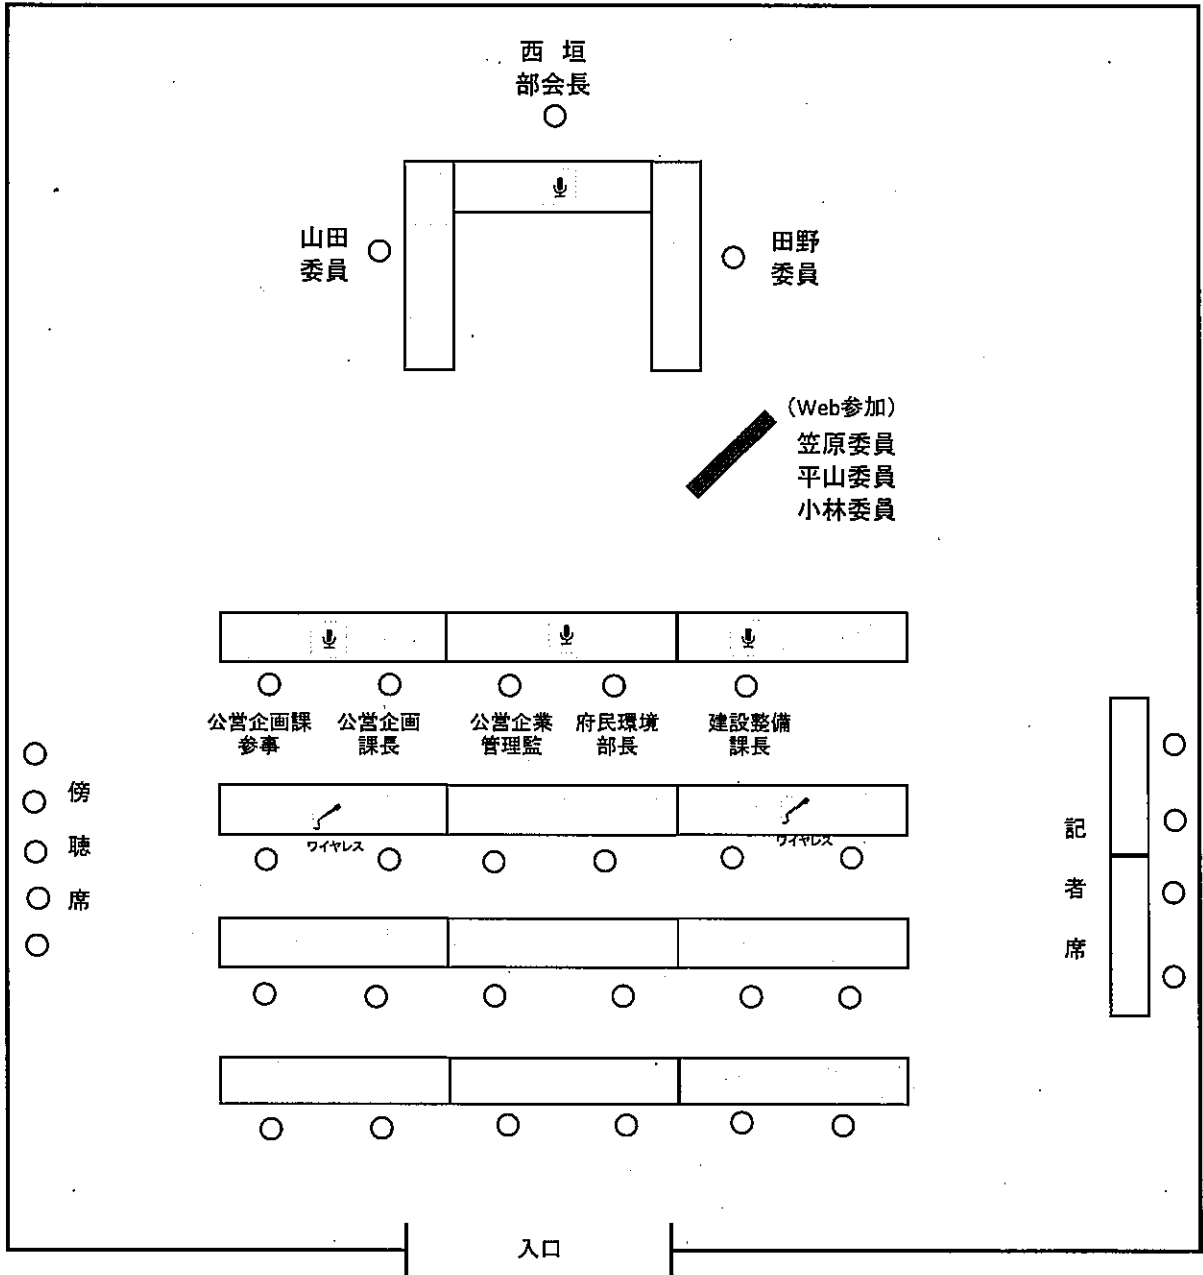 西 垣
部会長
山田
委員
田野
委員
（Web参加）
笠原委員
平山委員
小林委員
公営企画課
参事
公営企画
課長
公営企業
管理監
府民環境
部長
建設整備
課長
ワイヤレス
ワイヤレス
傍
聴
席
記
者
席
入口